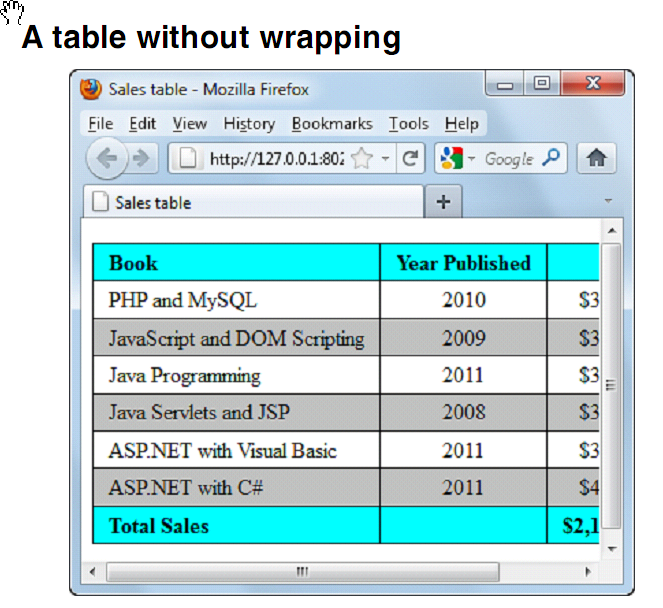 A table without wrapping
Sales table - Mozilla Firefox
File Edit View History Bookmarks Tools Help
http://127.0.0.1:802 Google
Sales table
Book Year Published
PHP and MySQL 2010 $3
JavaScript and DOM Scripting 2009 $3
Java Programming 2011 $3
Java Servlets and JSP 2008 $3
ASP.NET with Visual Basic 2011 $3
ASP.NET with C# 2011 $4
Total Sales $2,1